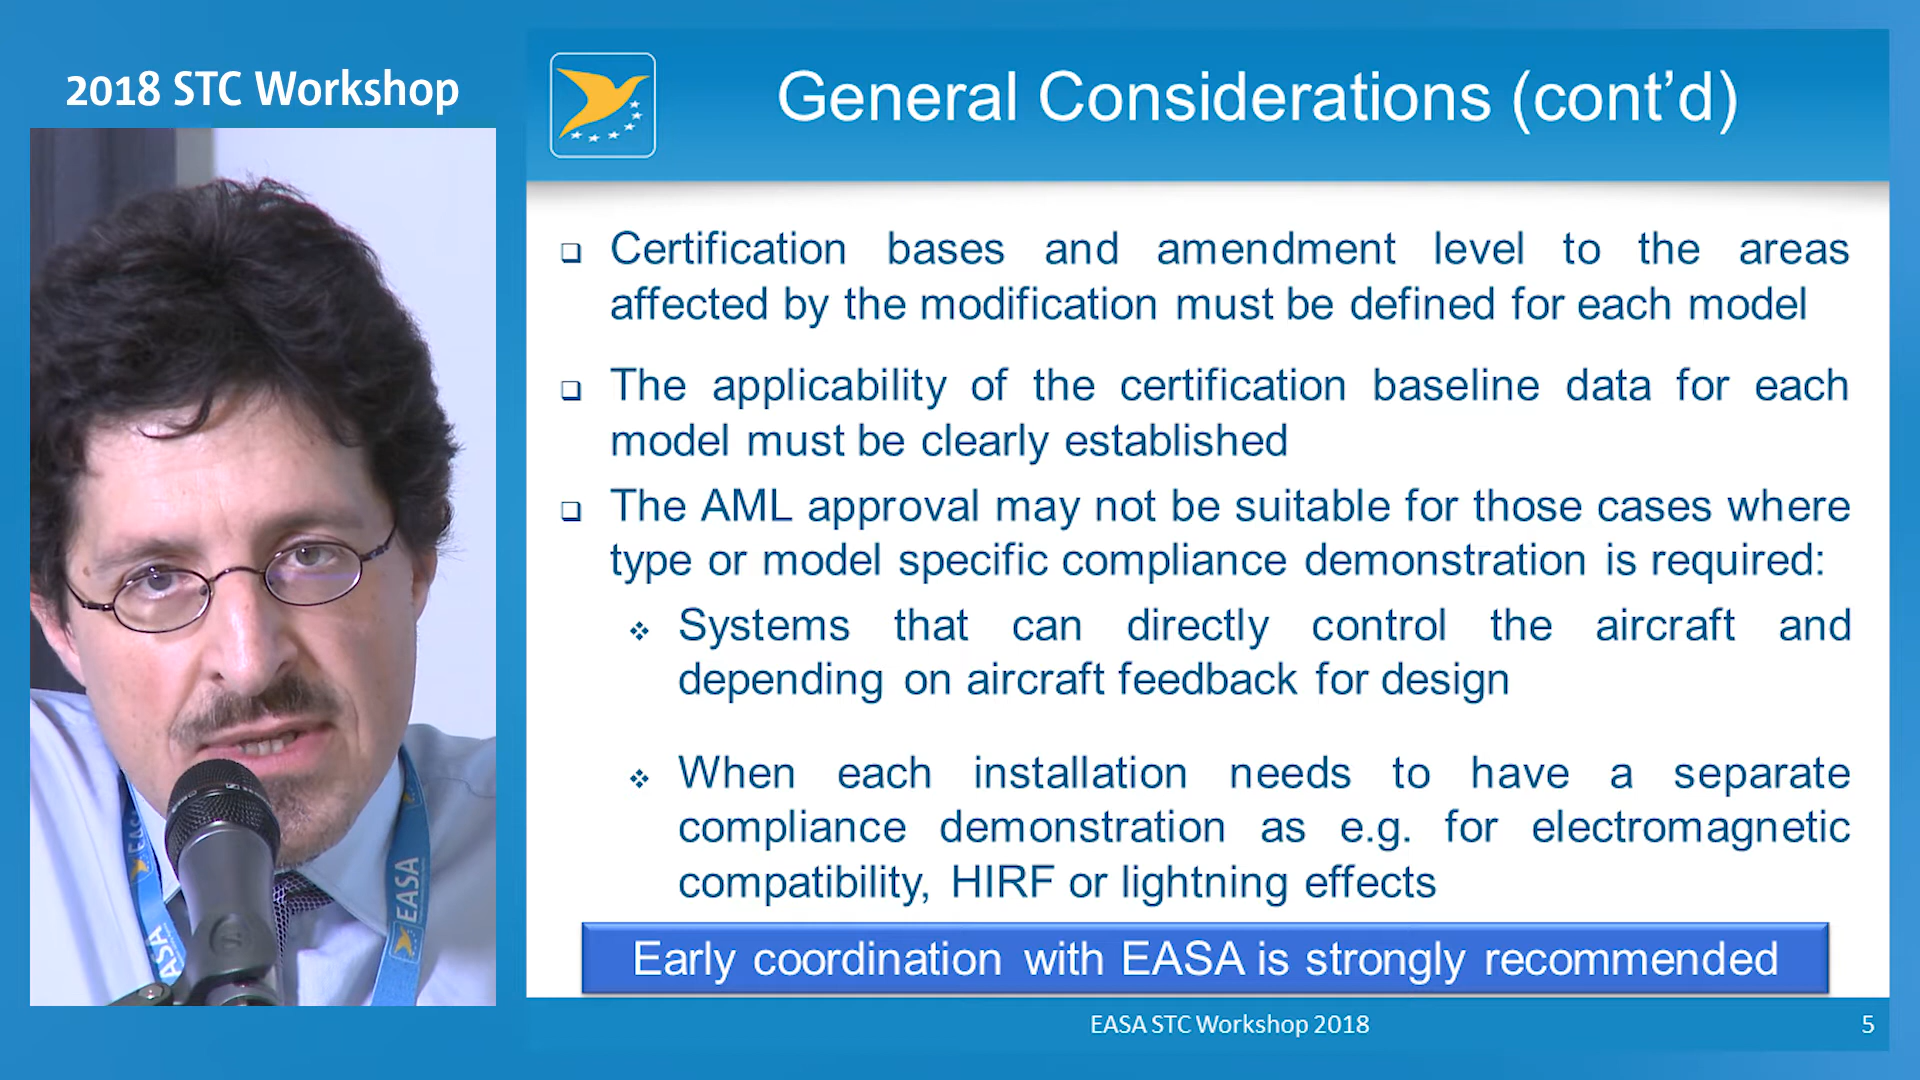 2018 STC Workshop
General Considerations (cont’d)
Certification bases and amendment level to the areas
affected by the modification must be defined for each model
The applicability of the certification baseline data for each
model must be clearly established
The AML approval may not be suitable for those cases where
type or model specific compliance demonstration is required:
Systems that can directly control the aircraft and
depending on aircraft feedback for design
When each installation needs to have a separate
compliance demonstration as e.g. for electromagnetic
compatibility, HIRF or lightning effects
Early coordination with EASA is strongly recommended
EASA STC Workshop 2018
5
EASA
EASA
ASA